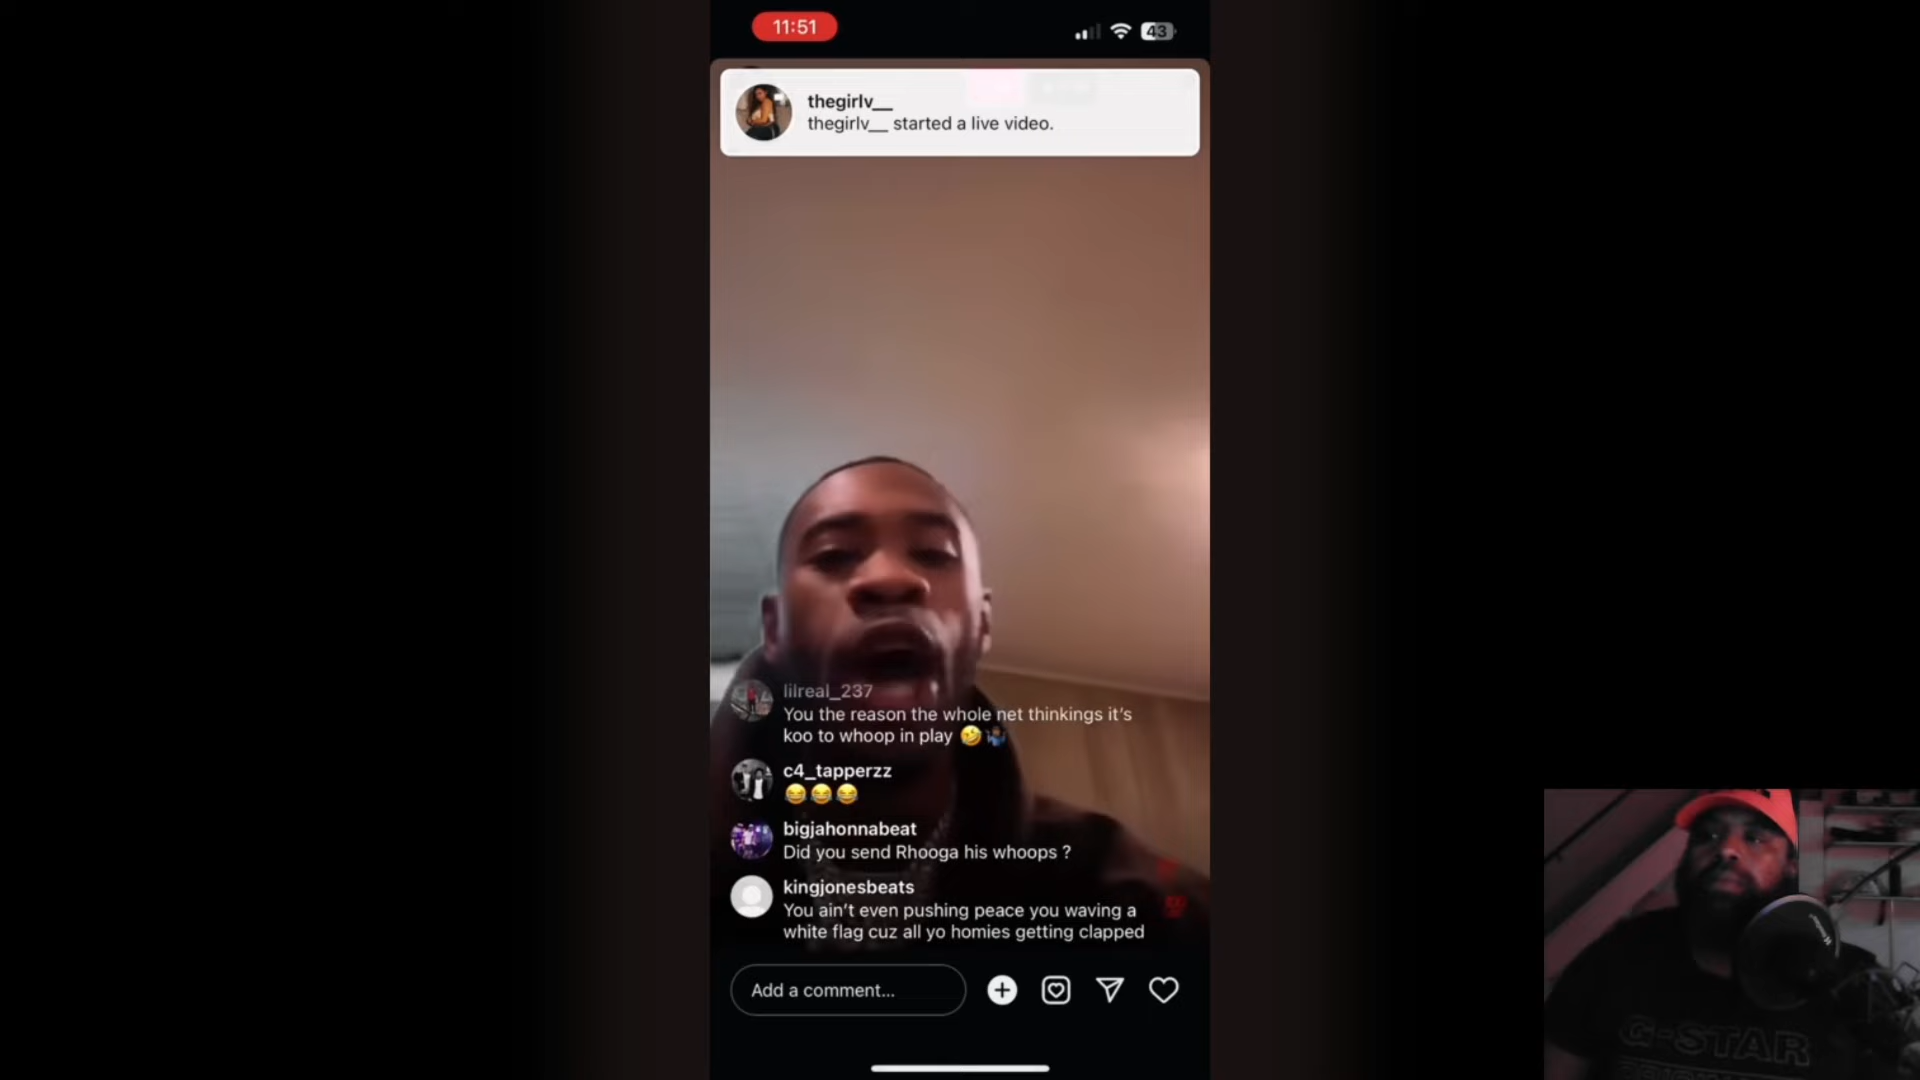 11:51
43
thegirlv__
thegirlv__ started a live video.
lilreal_237
You the reason the whole net thinkings it's
koo to whoop in play 🤣🤷🏿‍♂️
c4_tapperzz
😂😂😂
bigjahonnabeat
Did you send Rhooga his whoops ?
kingjonesbeats
You ain't even pushing peace you waving a
white flag cuz all yo homies getting clapped
Add a comment...
G-STAR